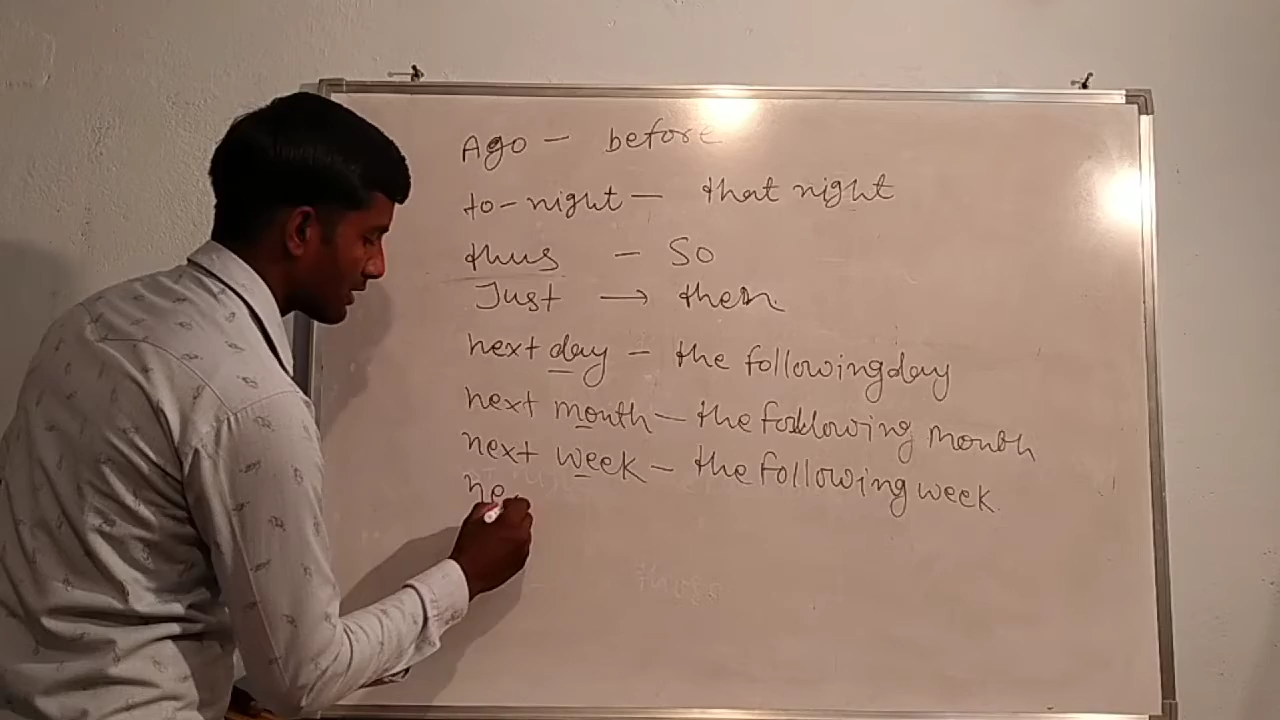 Ago – before
to-night – that night
thus – So
Just → then
next day – the following day
next month – the following month
next week – the following week
ne